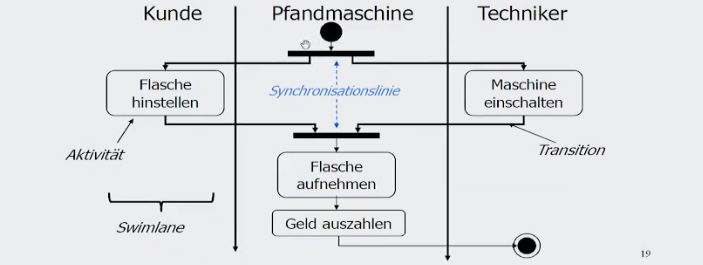 Kunde
Pfandmaschine
Techniker
Flasche
hinstellen
Synchronisationslinie
Maschine
einschalten
Aktivität
Transition
Flasche
aufnehmen
Swimlane
Geld auszahlen
19